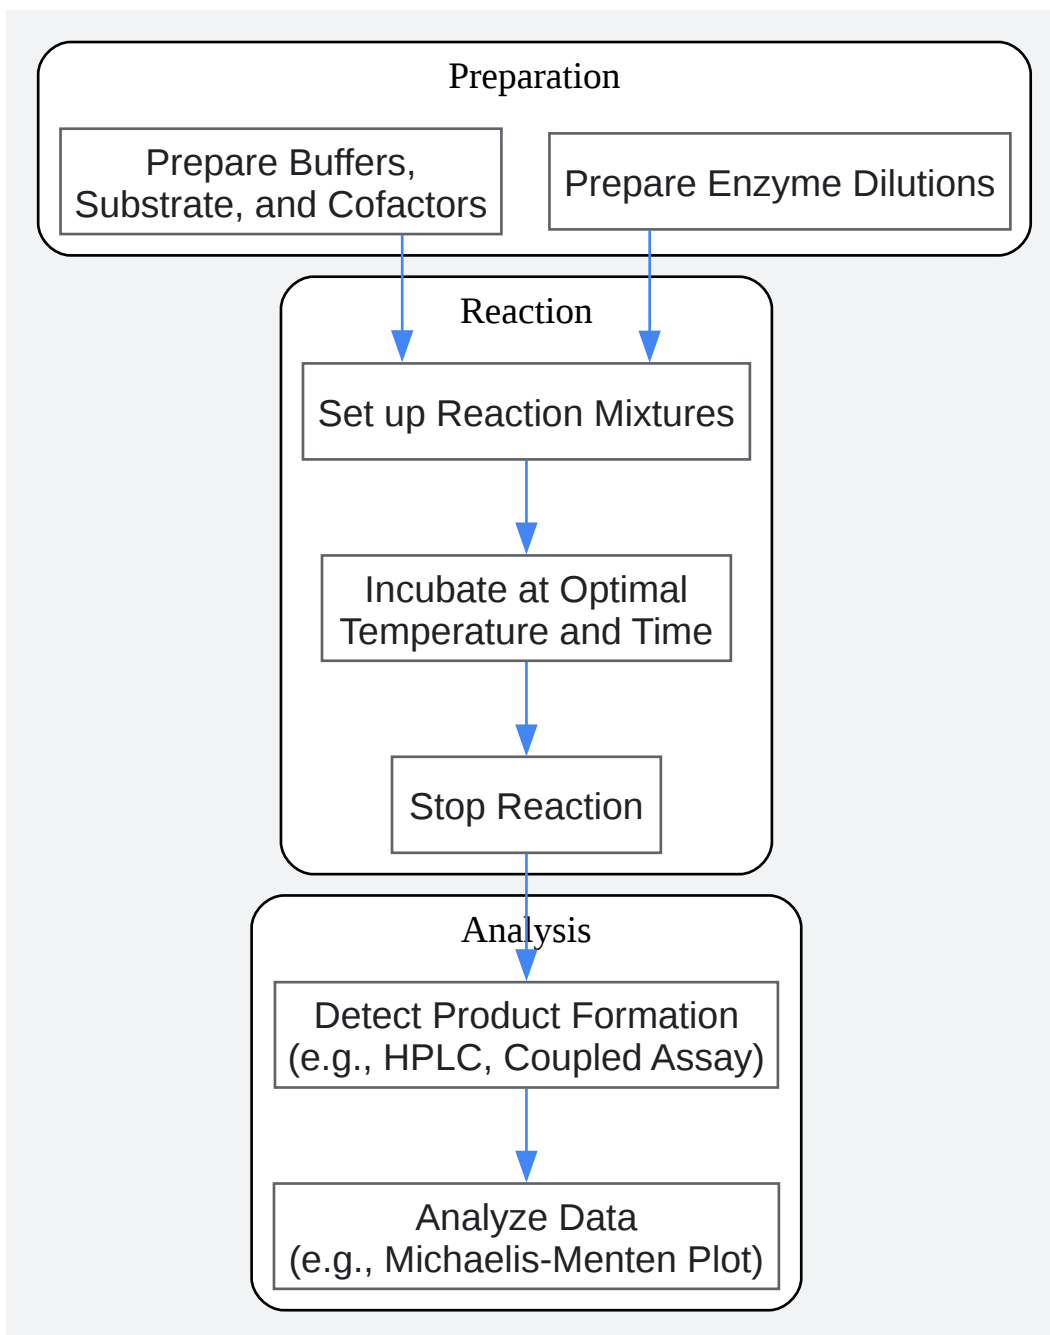 Preparation
Prepare Buffers,
Substrate, and Cofactors
Prepare Enzyme Dilutions
Reaction
Set up Reaction Mixtures
Incubate at Optimal
Temperature and Time
Stop Reaction
Analysis
Detect Product Formation
(e.g., HPLC, Coupled Assay)
Analyze Data
(e.g., Michaelis-Menten Plot)